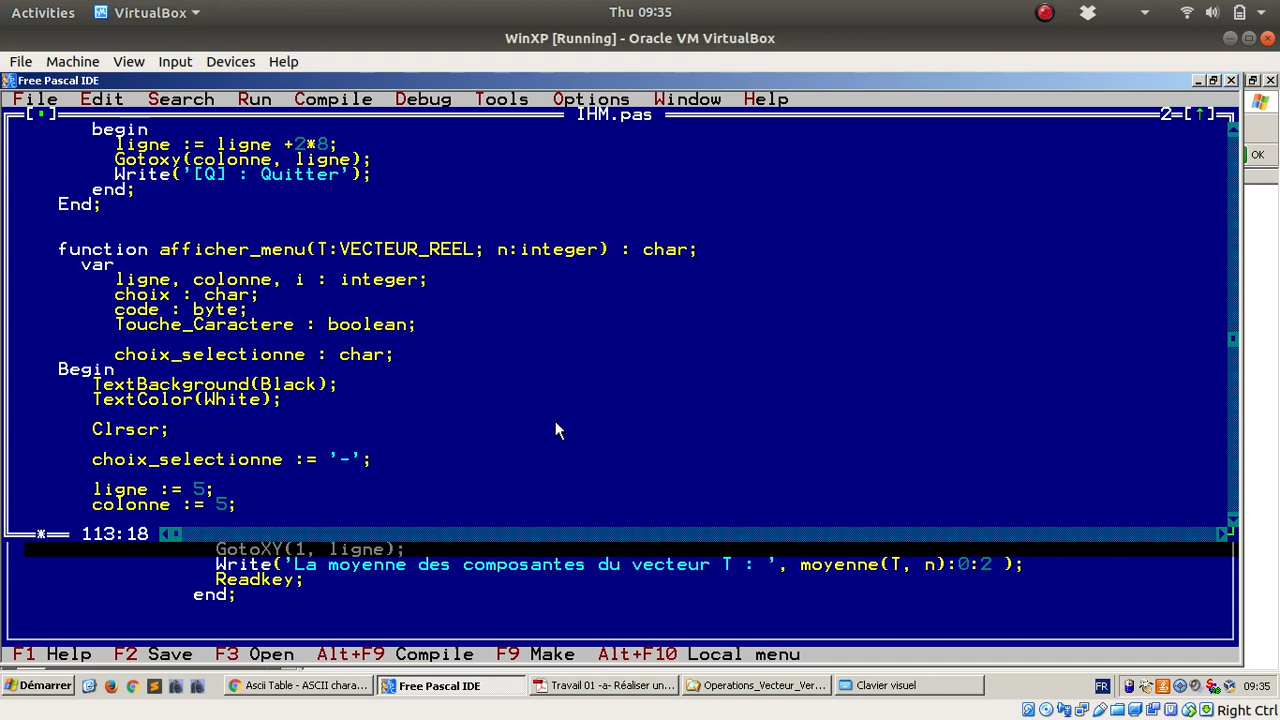 Activities VirtualBox Thu 09:35
WinXP [Running] - Oracle VM VirtualBox
File Machine View Input Devices Help
Free Pascal IDE
File Edit Search Run Compile Debug Tools Options Window Help
IHM.pas 2=[↑]
begin
ligne := ligne +2*8;
Gotoxy(colonne, ligne);
Write('[Q] : Quitter');
end;
End;
function afficher_menu(T:VECTEUR_REEL; n:integer) : char;
var
ligne, colonne, i : integer;
choix : char;
code : byte;
Touche_Caractere : boolean;
choix_selectionne : char;
Begin
TextBackground(Black);
TextColor(White);
Clrscr;
choix_selectionne := '-';
ligne := 5;
colonne := 5;
* 113:18
GotoXY(1, ligne);
Write('La moyenne des composantes du vecteur T : ', moyenne(T, n):0:2 );
Readkey;
end;
F1 Help F2 Save F3 Open Alt+F9 Compile F9 Make Alt+F10 Local menu
OK
Démarrer Ascii Table - ASCII chara... Free Pascal IDE Travail 01 -a- Réaliser un... Operations_Vecteur_Ver... Clavier visuel FR 09:35
Right Ctrl